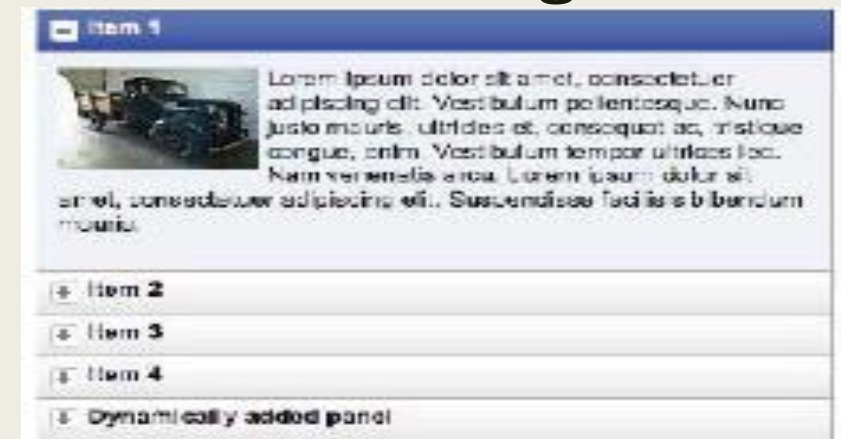 Item 1
Lorem ipsum dolor sit amet, consectetuer
adipiscing elit. Vestibulum pellentesque. Nunc
justo mauris, ultricies et, consequat ac, tristique
congue, enim. Vestibulum tempor ultrices leo.
Nam venenatis arcu. Lorem ipsum dolor sit
amet, consectetuer adipiscing elit. Suspendisse facilisis bibendum
mauris.
Item 2
Item 3
Item 4
Dynamically added panel